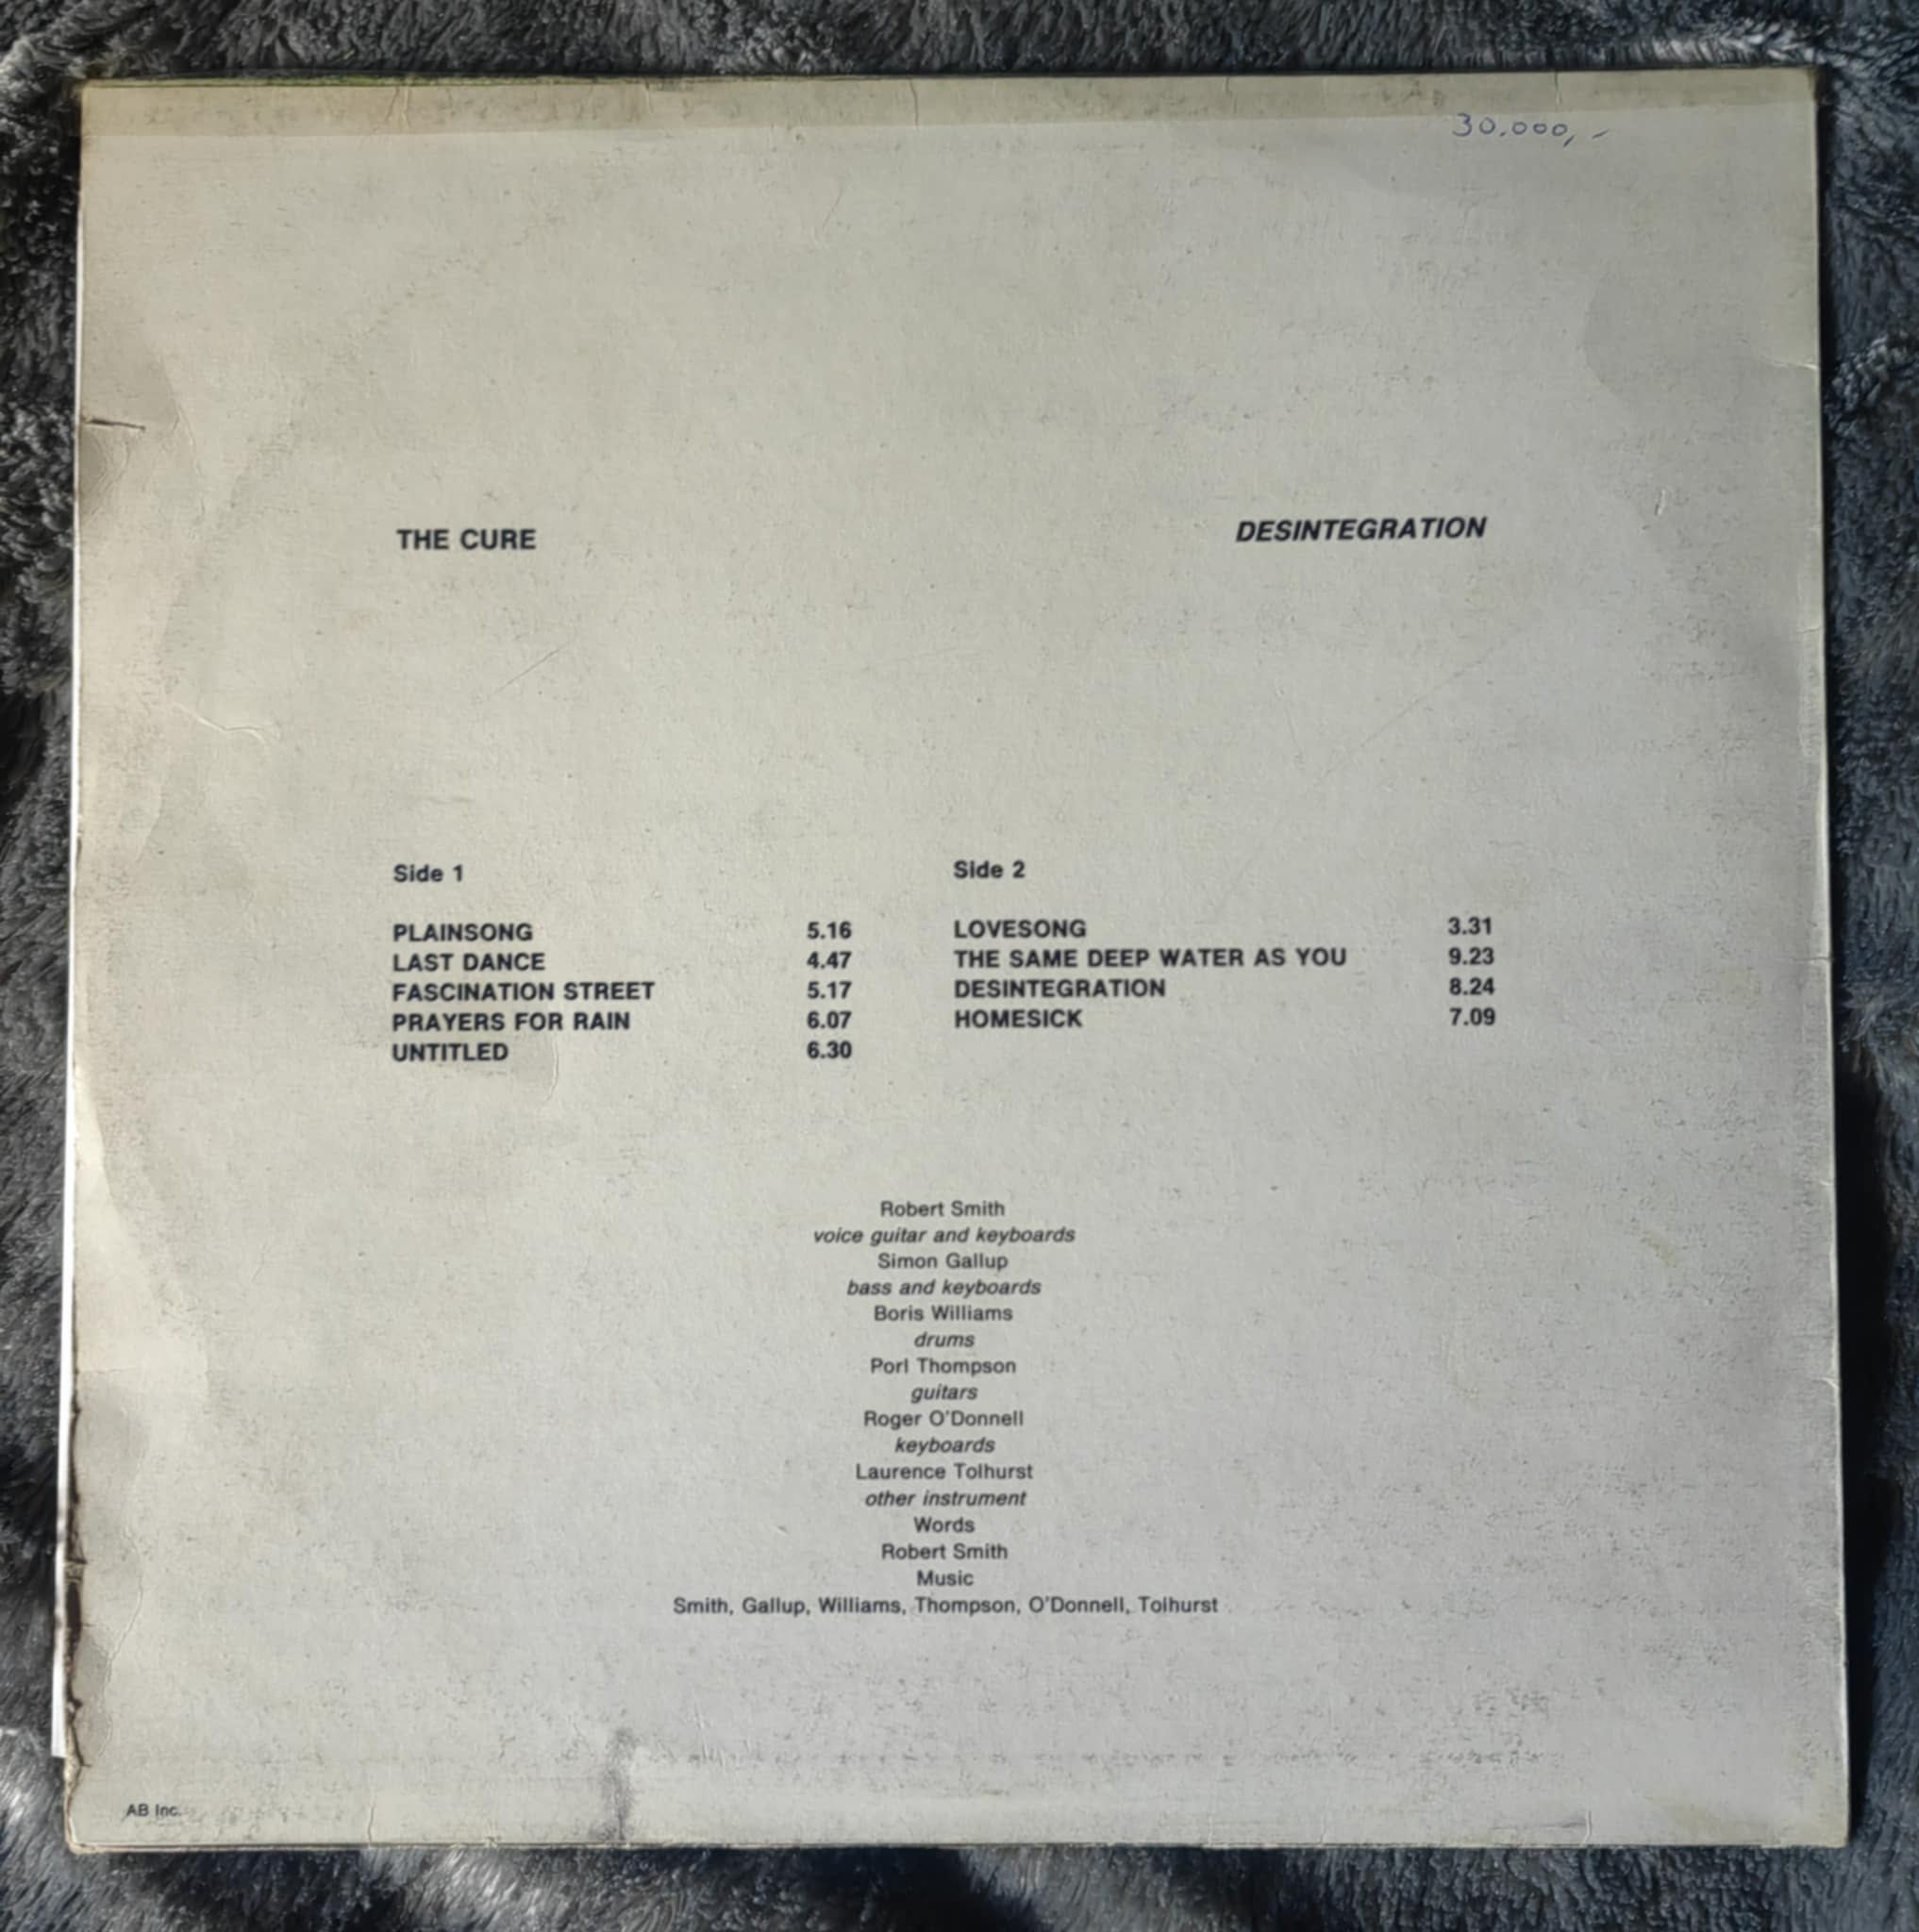 30.000,-
THE CURE DESINTEGRATION
Side 1
PLAINSONG 5.16
LAST DANCE 4.47
FASCINATION STREET 5.17
PRAYERS FOR RAIN 6.07
UNTITLED 6.30
Side 2
LOVESONG 3.31
THE SAME DEEP WATER AS YOU 9.23
DESINTEGRATION 8.24
HOMESICK 7.09
Robert Smith
voice guitar and keyboards
Simon Gallup
bass and keyboards
Boris Williams
drums
Porl Thompson
guitars
Roger O'Donnell
keyboards
Laurence Tolhurst
other instrument
Words
Robert Smith
Music
Smith, Gallup, Williams, Thompson, O'Donnell, Tolhurst
AB Inc.